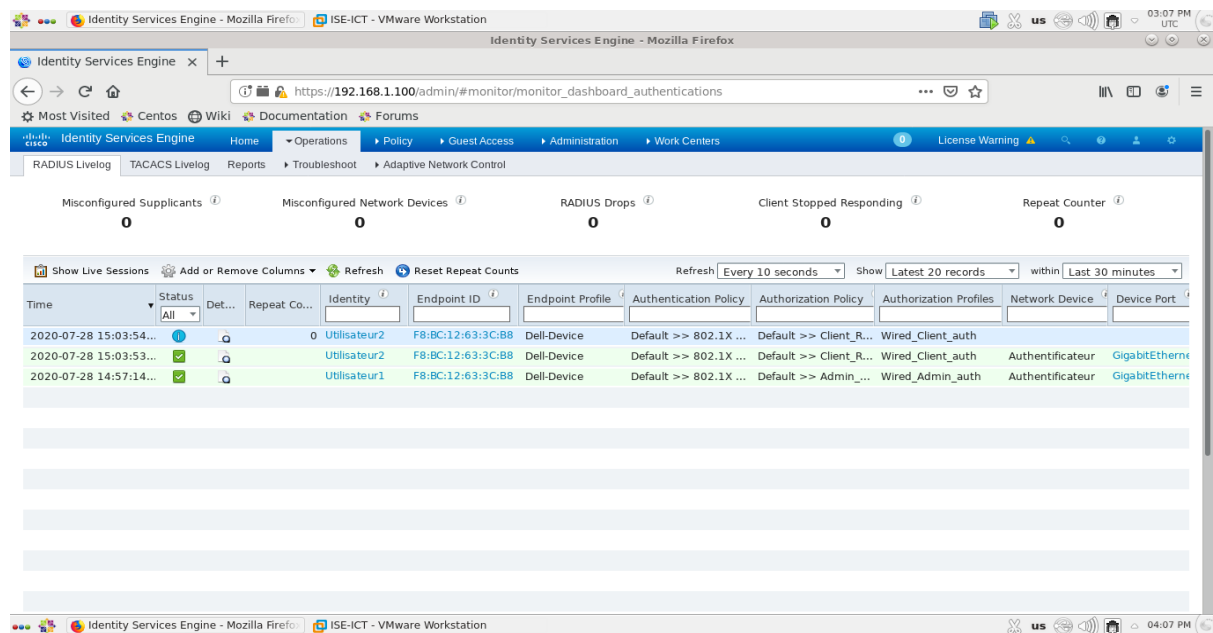 Identity Services Engine - Mozilla Firefo
ISE-ICT - VMware Workstation
us
03:07 PM
UTC
Identity Services Engine - Mozilla Firefox
Identity Services Engine
https://192.168.1.100/admin/#monitor/monitor_dashboard_authentications
Most Visited Centos Wiki Documentation Forums
cisco Identity Services Engine Home Operations Policy Guest Access Administration Work Centers 0 License Warning
RADIUS Livelog TACACS Livelog Reports Troubleshoot Adaptive Network Control
Misconfigured Supplicants Misconfigured Network Devices RADIUS Drops Client Stopped Responding Repeat Counter
0 0 0 0 0
Show Live Sessions Add or Remove Columns Refresh Reset Repeat Counts Refresh Every 10 seconds Show Latest 20 records within Last 30 minutes
Time Status Det... Repeat Co... Identity Endpoint ID Endpoint Profile Authentication Policy Authorization Policy Authorization Profiles Network Device Device Port
All
2020-07-28 15:03:54... 0 Utilisateur2 F8:BC:12:63:3C:B8 Dell-Device Default >> 802.1X ... Default >> Client_R... Wired_Client_auth
2020-07-28 15:03:53... Utilisateur2 F8:BC:12:63:3C:B8 Dell-Device Default >> 802.1X ... Default >> Client_R... Wired_Client_auth Authentificateur GigabitEtherne
2020-07-28 14:57:14... Utilisateur1 F8:BC:12:63:3C:B8 Dell-Device Default >> 802.1X ... Default >> Admin_... Wired_Admin_auth Authentificateur GigabitEtherne
Identity Services Engine - Mozilla Firefo
ISE-ICT - VMware Workstation
us
04:07 PM